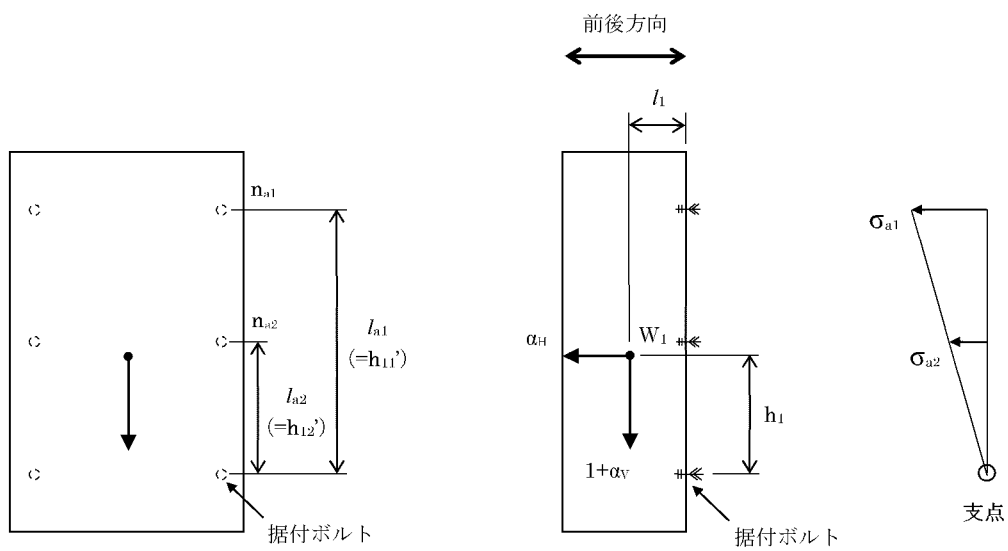 前後方向
l1
na1
σa1
na2
la1
(=h11')
αH
W1
σa2
la2
(=h12')
h1
1+αV
支点
据付ボルト
据付ボルト